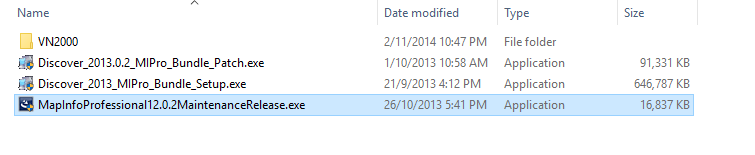 Name Date modified Type Size
VN2000 2/11/2014 10:47 PM File folder
Discover_2013.0.2_MIPro_Bundle_Patch.exe 1/10/2013 10:58 AM Application 91,331 KB
Discover_2013_MIPro_Bundle_Setup.exe 21/9/2013 4:12 PM Application 646,787 KB
MapInfoProfessional12.0.2MaintenanceRelease.exe 26/10/2013 5:41 PM Application 16,837 KB